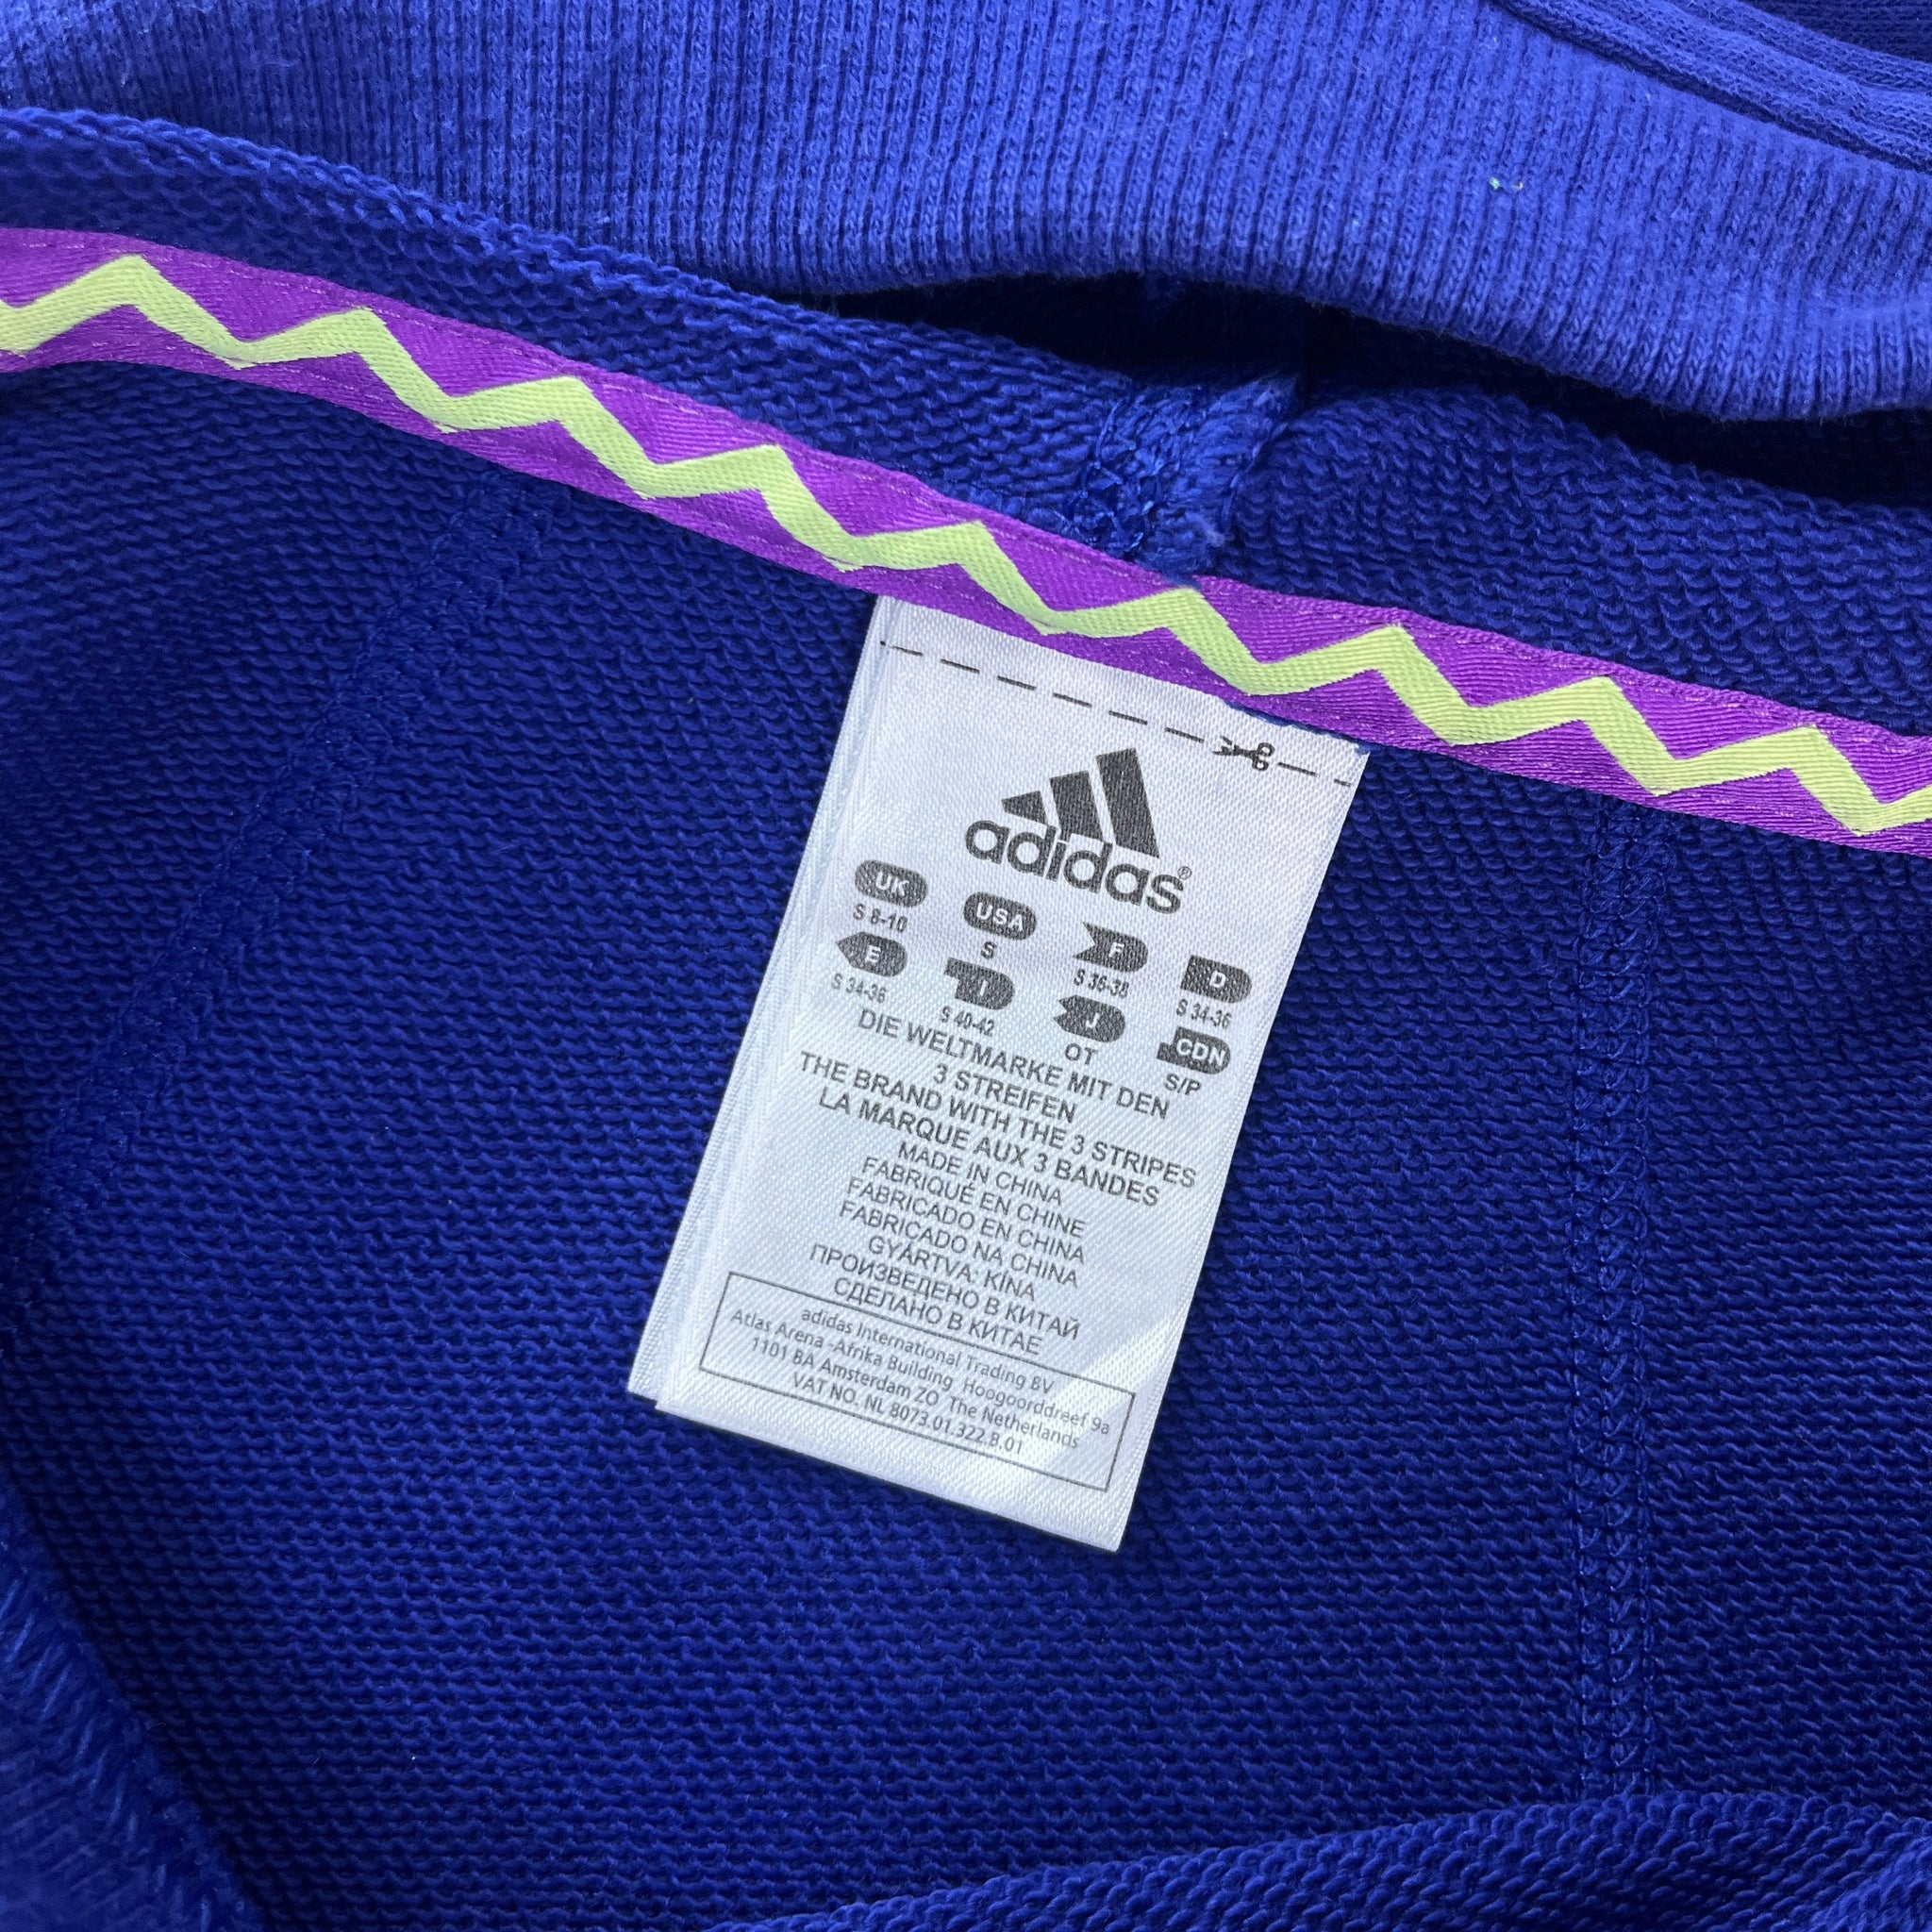 adidas®
UK USA F D
S 8-10 S S 36-38 S 34-36
E I J CDN
S 34-36 S 40-42 OT S/P
DIE WELTMARKE MIT DEN
3 STREIFEN
THE BRAND WITH THE 3 STRIPES
LA MARQUE AUX 3 BANDES
MADE IN CHINA
FABRIQUÉ EN CHINE
FABRICADO EN CHINA
FABRICADO NA CHINA
GYÁRTVA: KÍNA
ПРОИЗВЕДЕНО В КИТАЙ
СДЕЛАНО В КИТАЕ
adidas International Trading BV
Atlas Arena -Afrika Building Hoogoorddreef 9a
1101 BA Amsterdam ZO The Netherlands
VAT NO. NL 8073.01.322.B.01